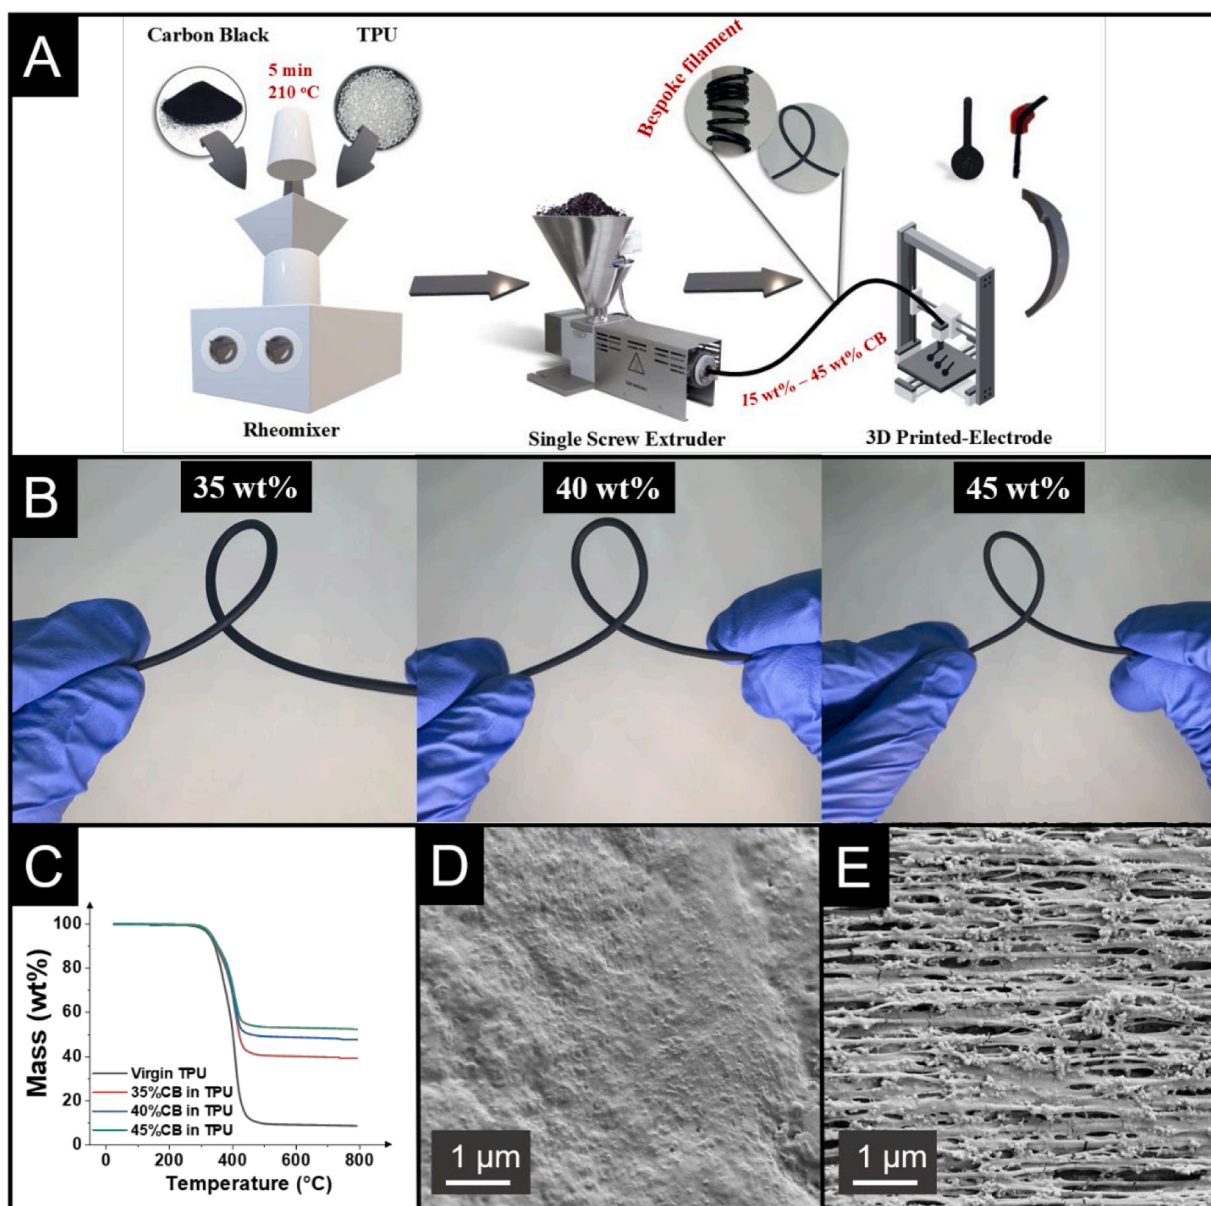 A
Carbon Black
TPU
5 min
210 °C
Bespoke filament
15 wt% – 45 wt% CB
Rheomixer
Single Screw Extruder
3D Printed-Electrode
B
35 wt%
40 wt%
45 wt%
C
100
80
60
40
20
0
Mass (wt%)
Virgin TPU
35%CB in TPU
40%CB in TPU
45%CB in TPU
0
200
400
600
800
Temperature (°C)
D
1 µm
E
1 µm